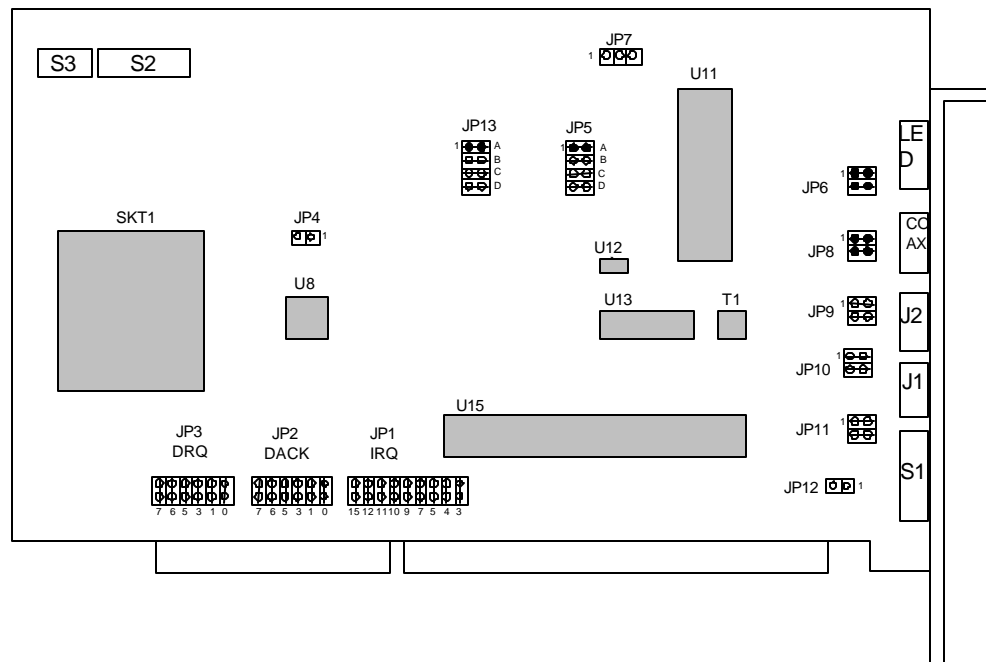 JP7
1
S3
S2
U11
JP13
1
A
B
C
D
JP5
1
A
B
C
D
LE
D
JP6
1
SKT1
JP4
1
CO
AX
JP8
1
U12
U8
U13
T1
JP9
1
J2
JP10
1
J1
U15
JP11
1
JP3
DRQ
JP2
DACK
JP1
IRQ
S1
JP12
1
7 6 5 3 1 0
7 6 5 3 1 0
15 12 11 10 9 7 5 4 3